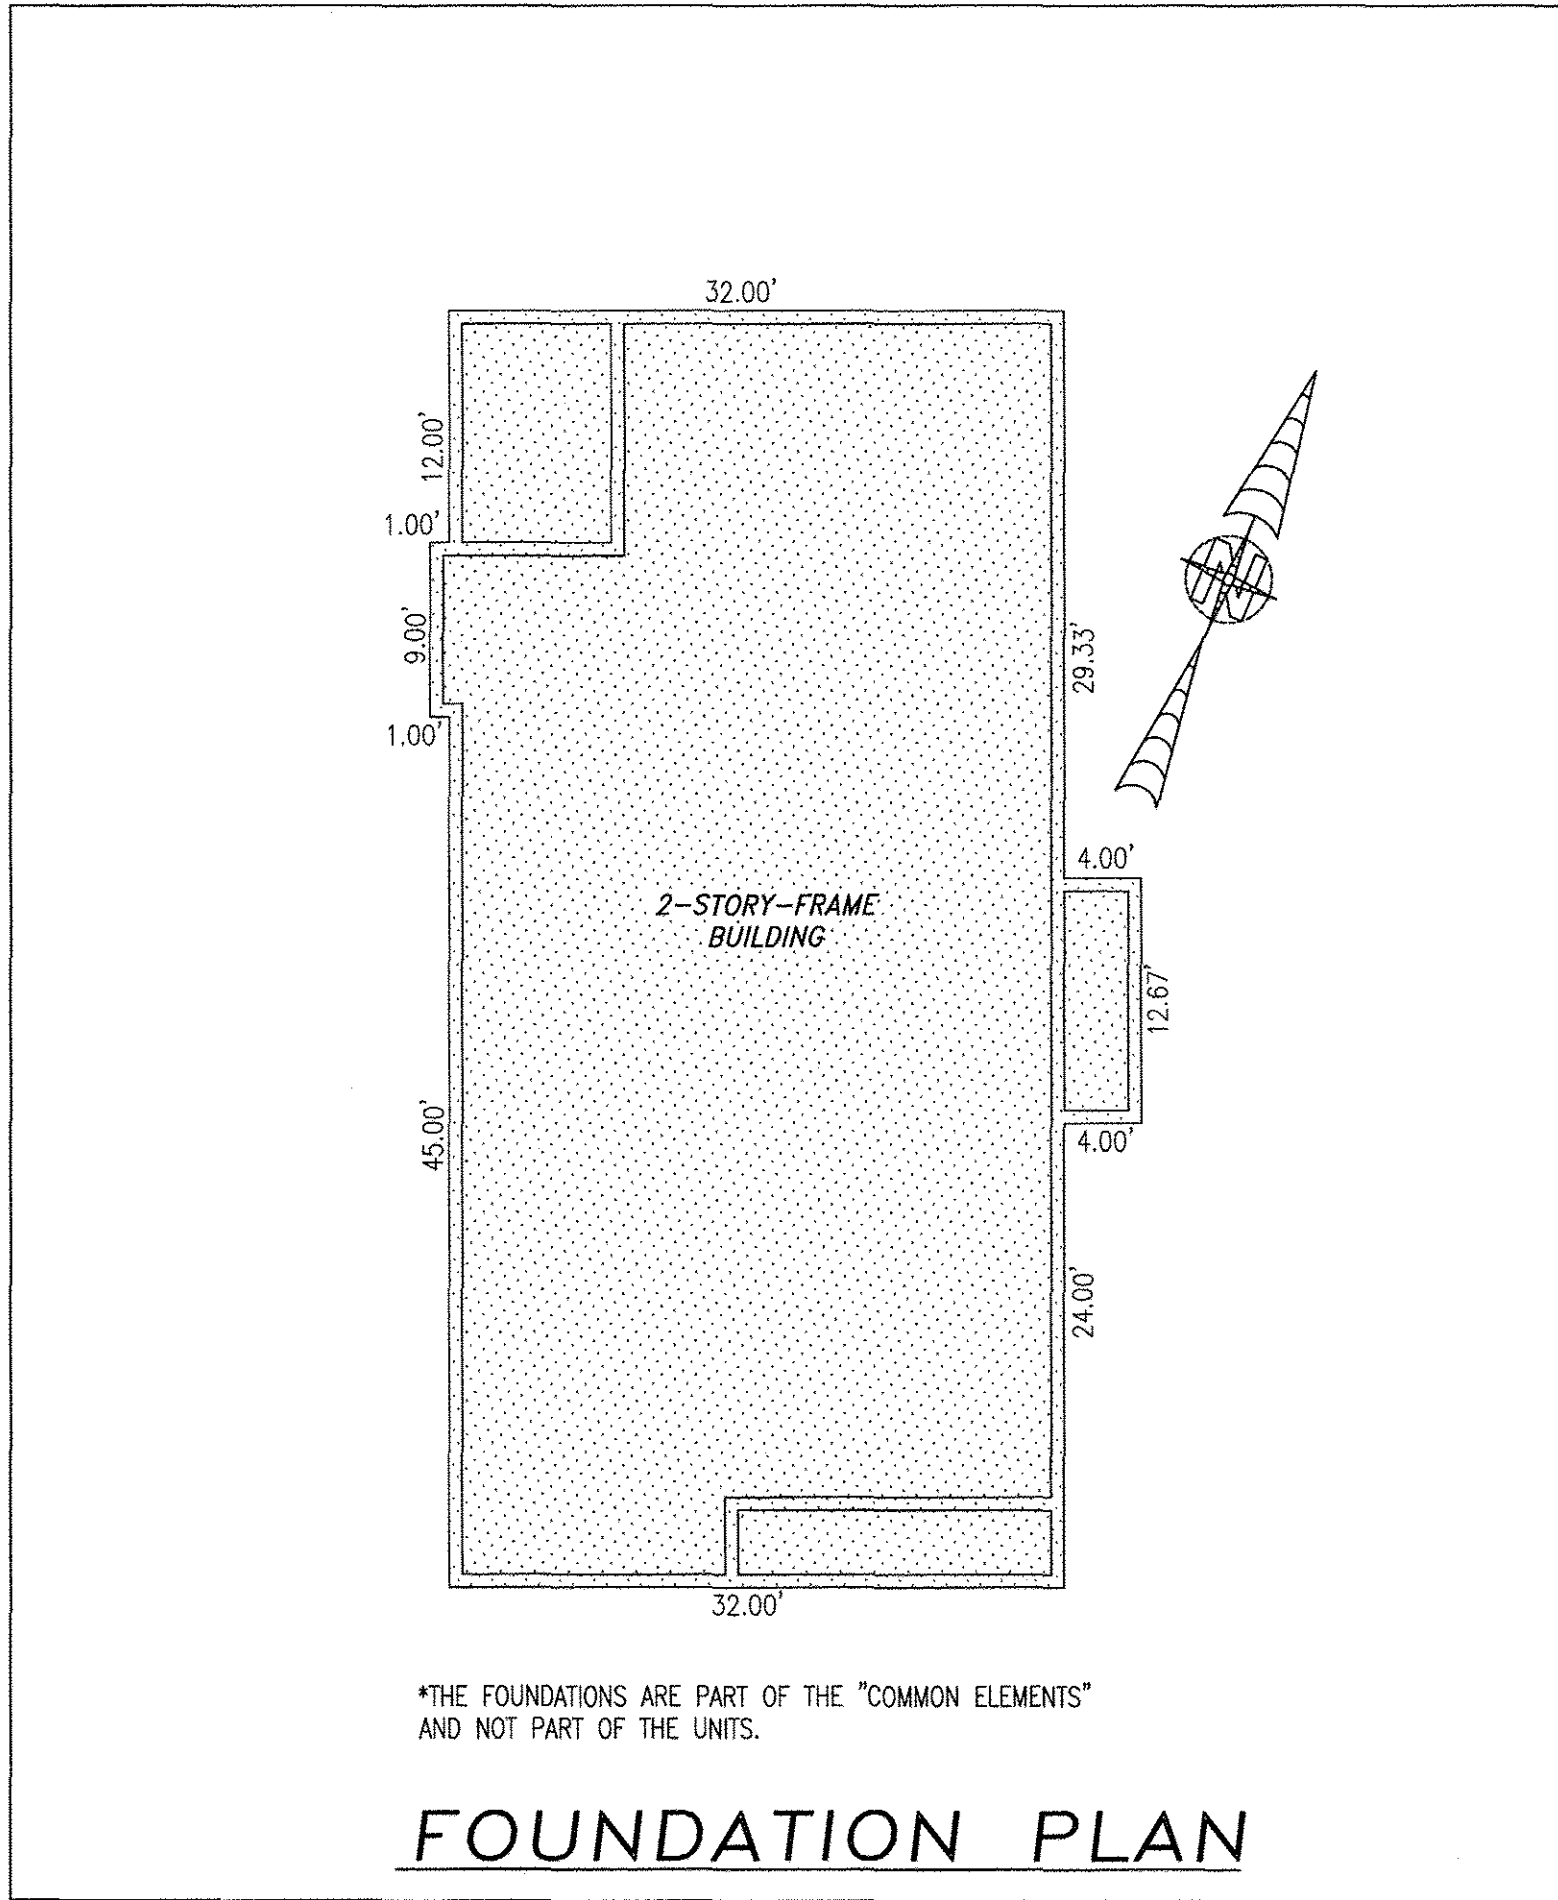 32.00'
12.00'
1.00'
9.00'
29.33'
1.00'
4.00'
2-STORY-FRAME
BUILDING
12.67'
45.00'
4.00'
24.00'
32.00'
N
*THE FOUNDATIONS ARE PART OF THE "COMMON ELEMENTS"
AND NOT PART OF THE UNITS.
FOUNDATION PLAN